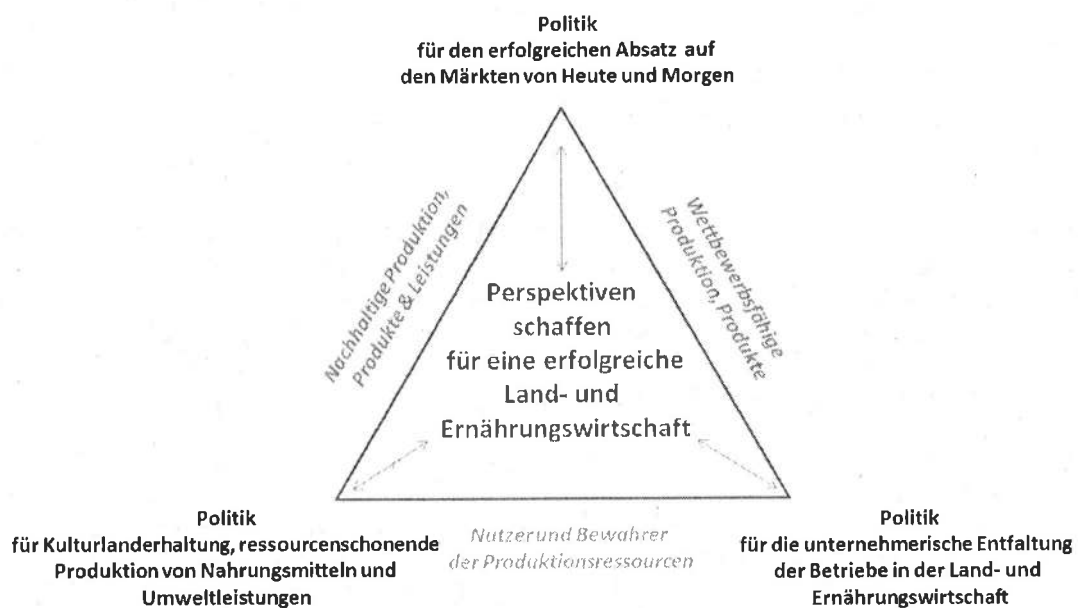 Politik
für den erfolgreichen Absatz auf
den Märkten von Heute und Morgen
Nachhaltige Produktion,
Produkte & Leistungen
Wettbewerbsfähige
Produktion, Produkte
Perspektiven
schaffen
für eine erfolgreiche
Land- und
Ernährungswirtschaft
Politik
für Kulturlanderhaltung, ressourcenschonende
Produktion von Nahrungsmitteln und
Umweltleistungen
Nutzer und Bewahrer
der Produktionsressourcen
Politik
für die unternehmerische Entfaltung
der Betriebe in der Land- und
Ernährungswirtschaft